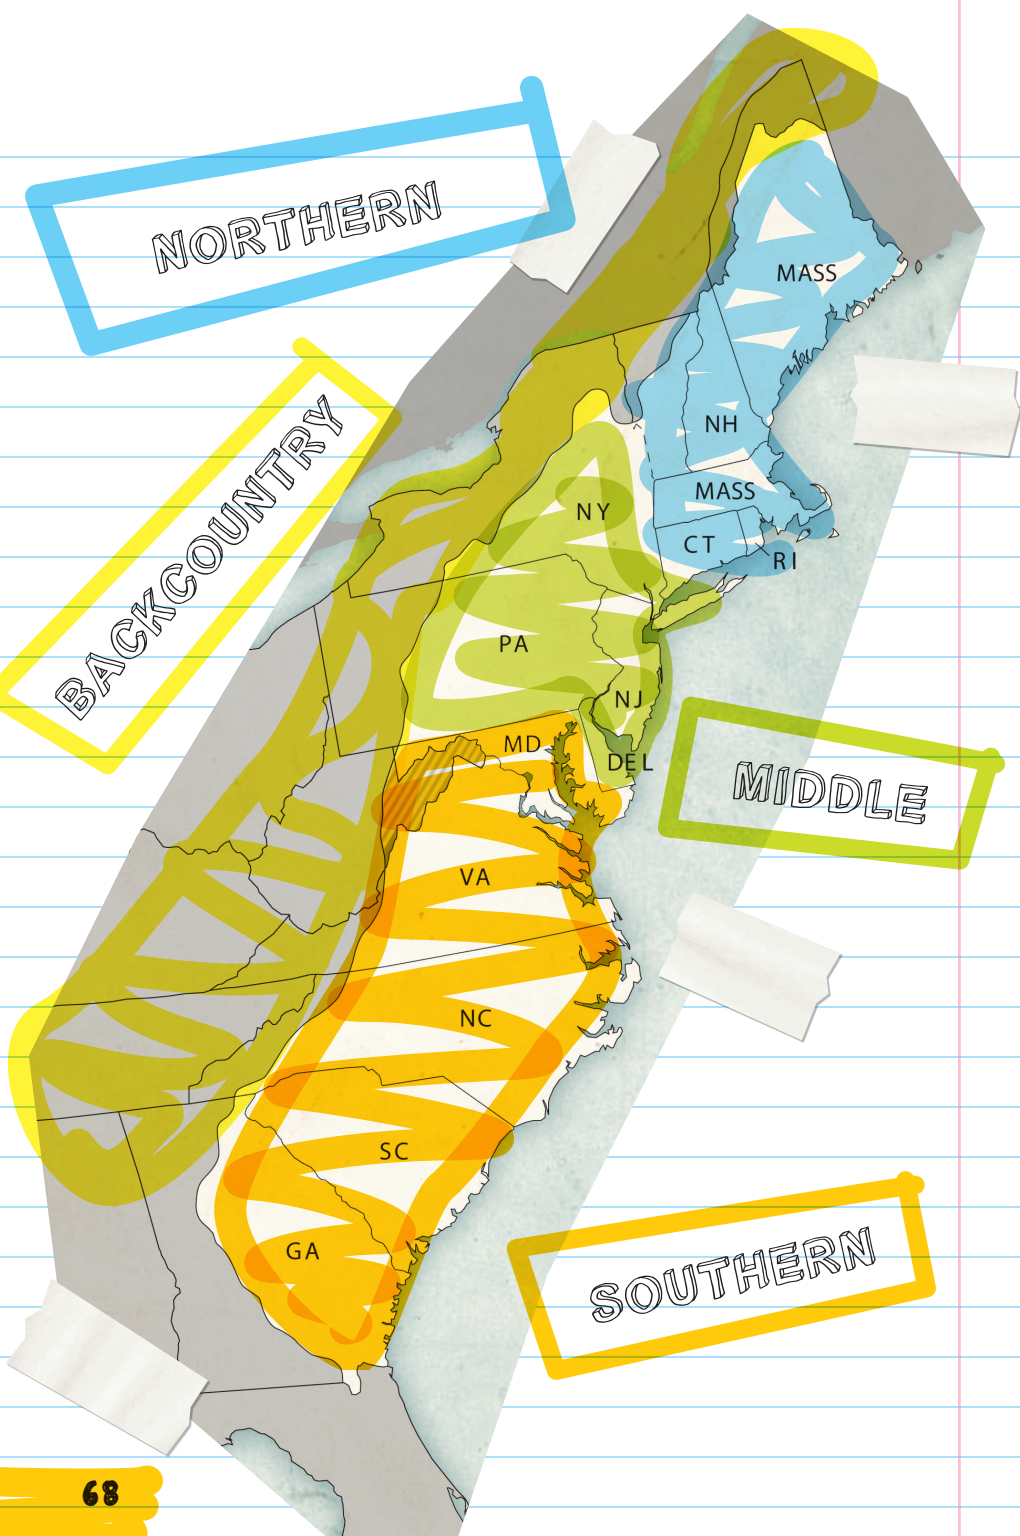 NORTHERN
MASS
BACKCOUNTRY
NH
MASS
NY
CT
RI
PA
NJ
MD
DEL
MIDDLE
VA
NC
SC
GA
SOUTHERN
68